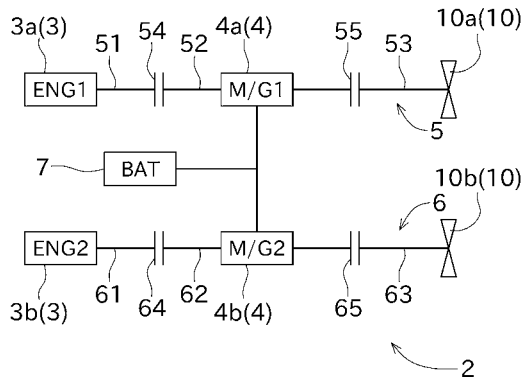 3a(3) 51 54 52 4a(4) 55 53 10a(10)
ENG1 M/G1
5
7 BAT
10b(10)
6
ENG2 M/G2
61 64 62 65 63
3b(3) 4b(4)
2